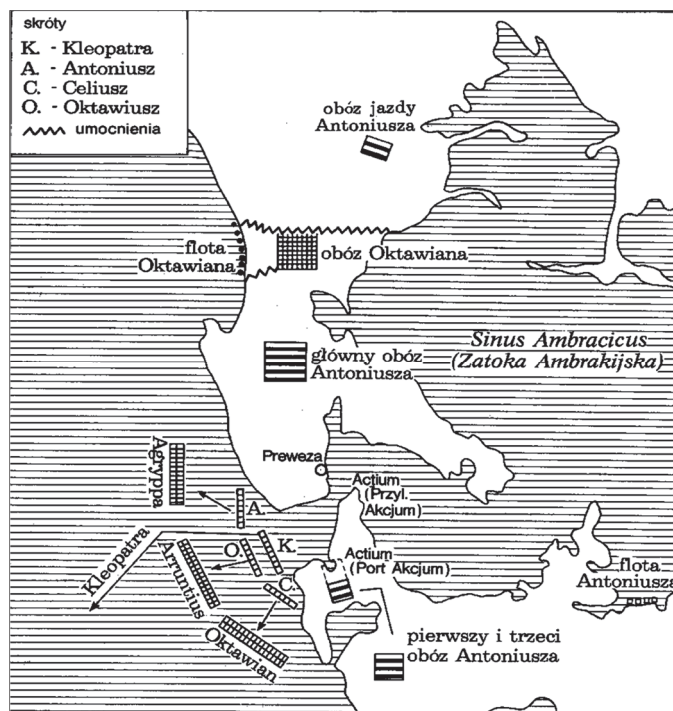 skróty
K. - Kleopatra
A. - Antoniusz
C. - Celiusz
O. - Oktawiusz
umocnienia
obóz jazdy
Antoniusza
flota
Oktawiana
obóz Oktawiana
Sinus Ambracicus
(Zatoka Ambrakijska)
główny obóz
Antoniusza
Preweza
Agryppa
A.
Actium
(Przyl.
Akcjum)
K.
O.
Kleopatra
Arruntius
Actium
(Port Akcjum)
C.
flota
Antoniusza
Oktawian
pierwszy i trzeci
obóz Antoniusza